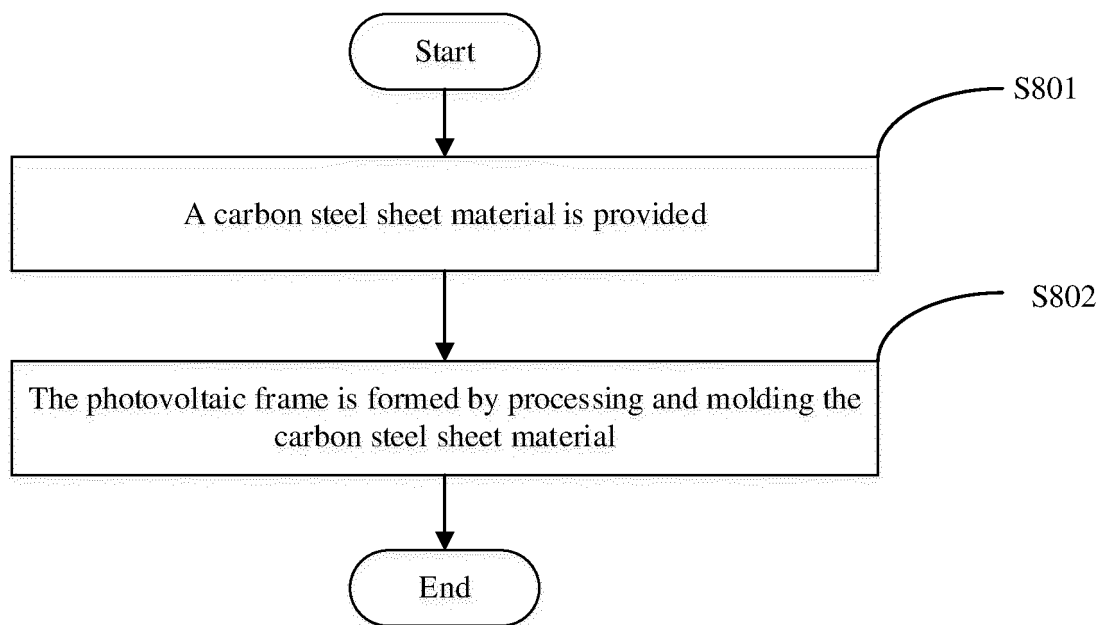 Start
S801
A carbon steel sheet material is provided
S802
The photovoltaic frame is formed by processing and molding the
carbon steel sheet material
End